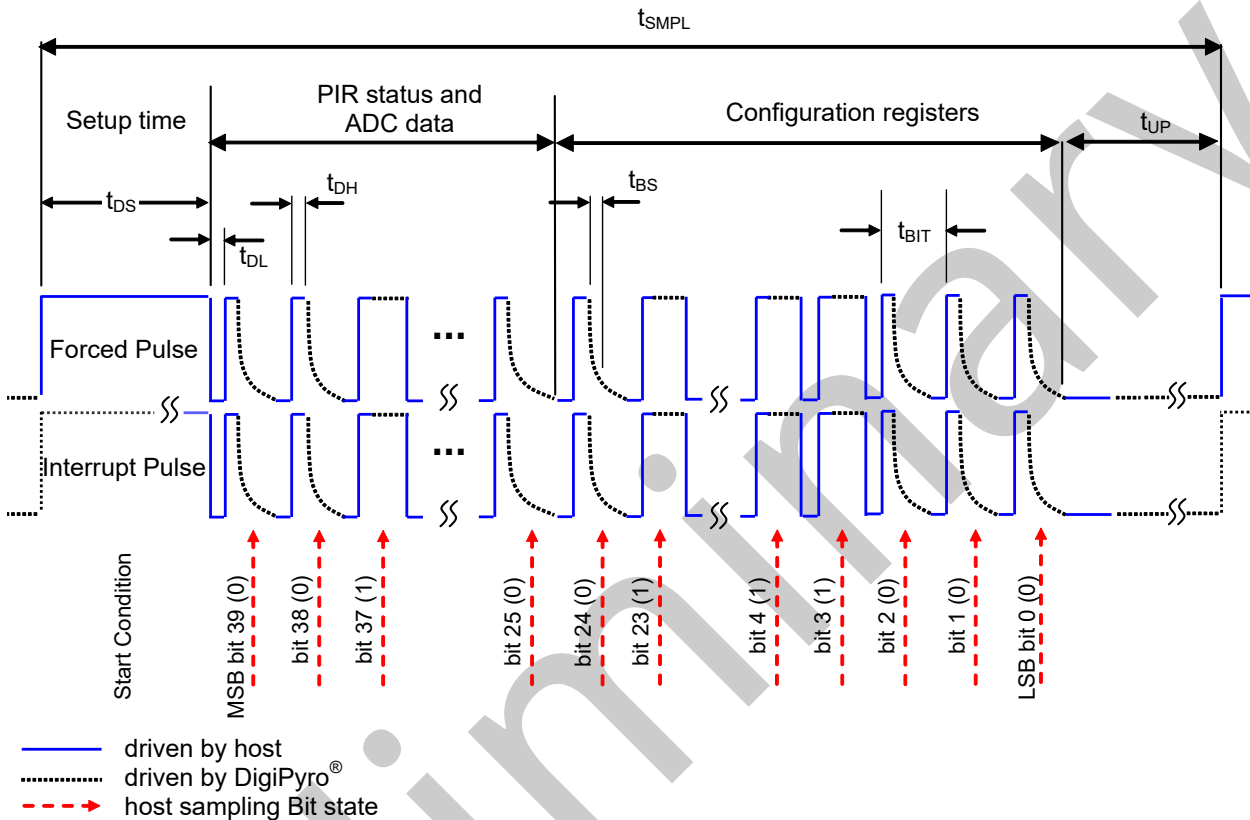 tSMPL
PIR status and
ADC data
Setup time
Configuration registers
tUP
tDS
tDH
tBS
tDL
tBIT
Forced Pulse
...
Interrupt Pulse
...
Start Condition
MSB bit 39 (0)
bit 38 (0)
bit 37 (1)
bit 25 (0)
bit 24 (0)
bit 23 (1)
bit 4 (1)
bit 3 (1)
bit 2 (0)
bit 1 (0)
LSB bit 0 (0)
driven by host
driven by DigiPyro®
host sampling Bit state
liminary